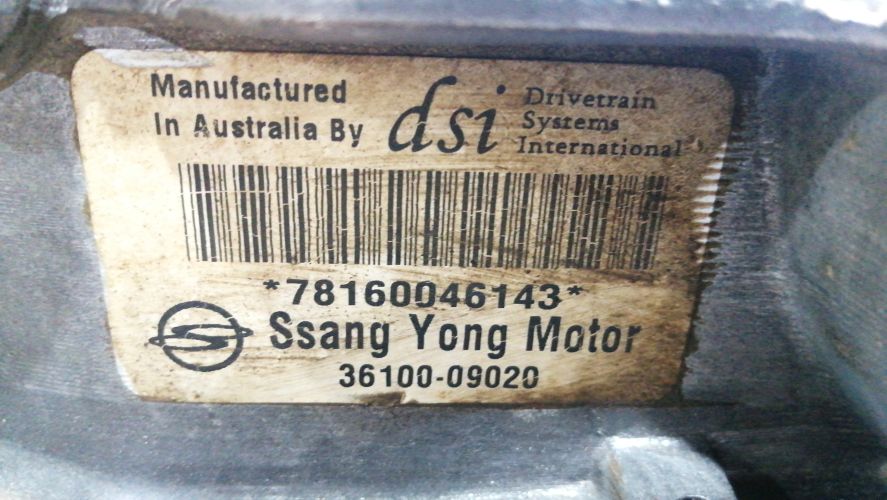 Manufactured
In Australia By
dsi
Drivetrain
Systems
International
*78160046143*
Ssang Yong Motor
36100-09020